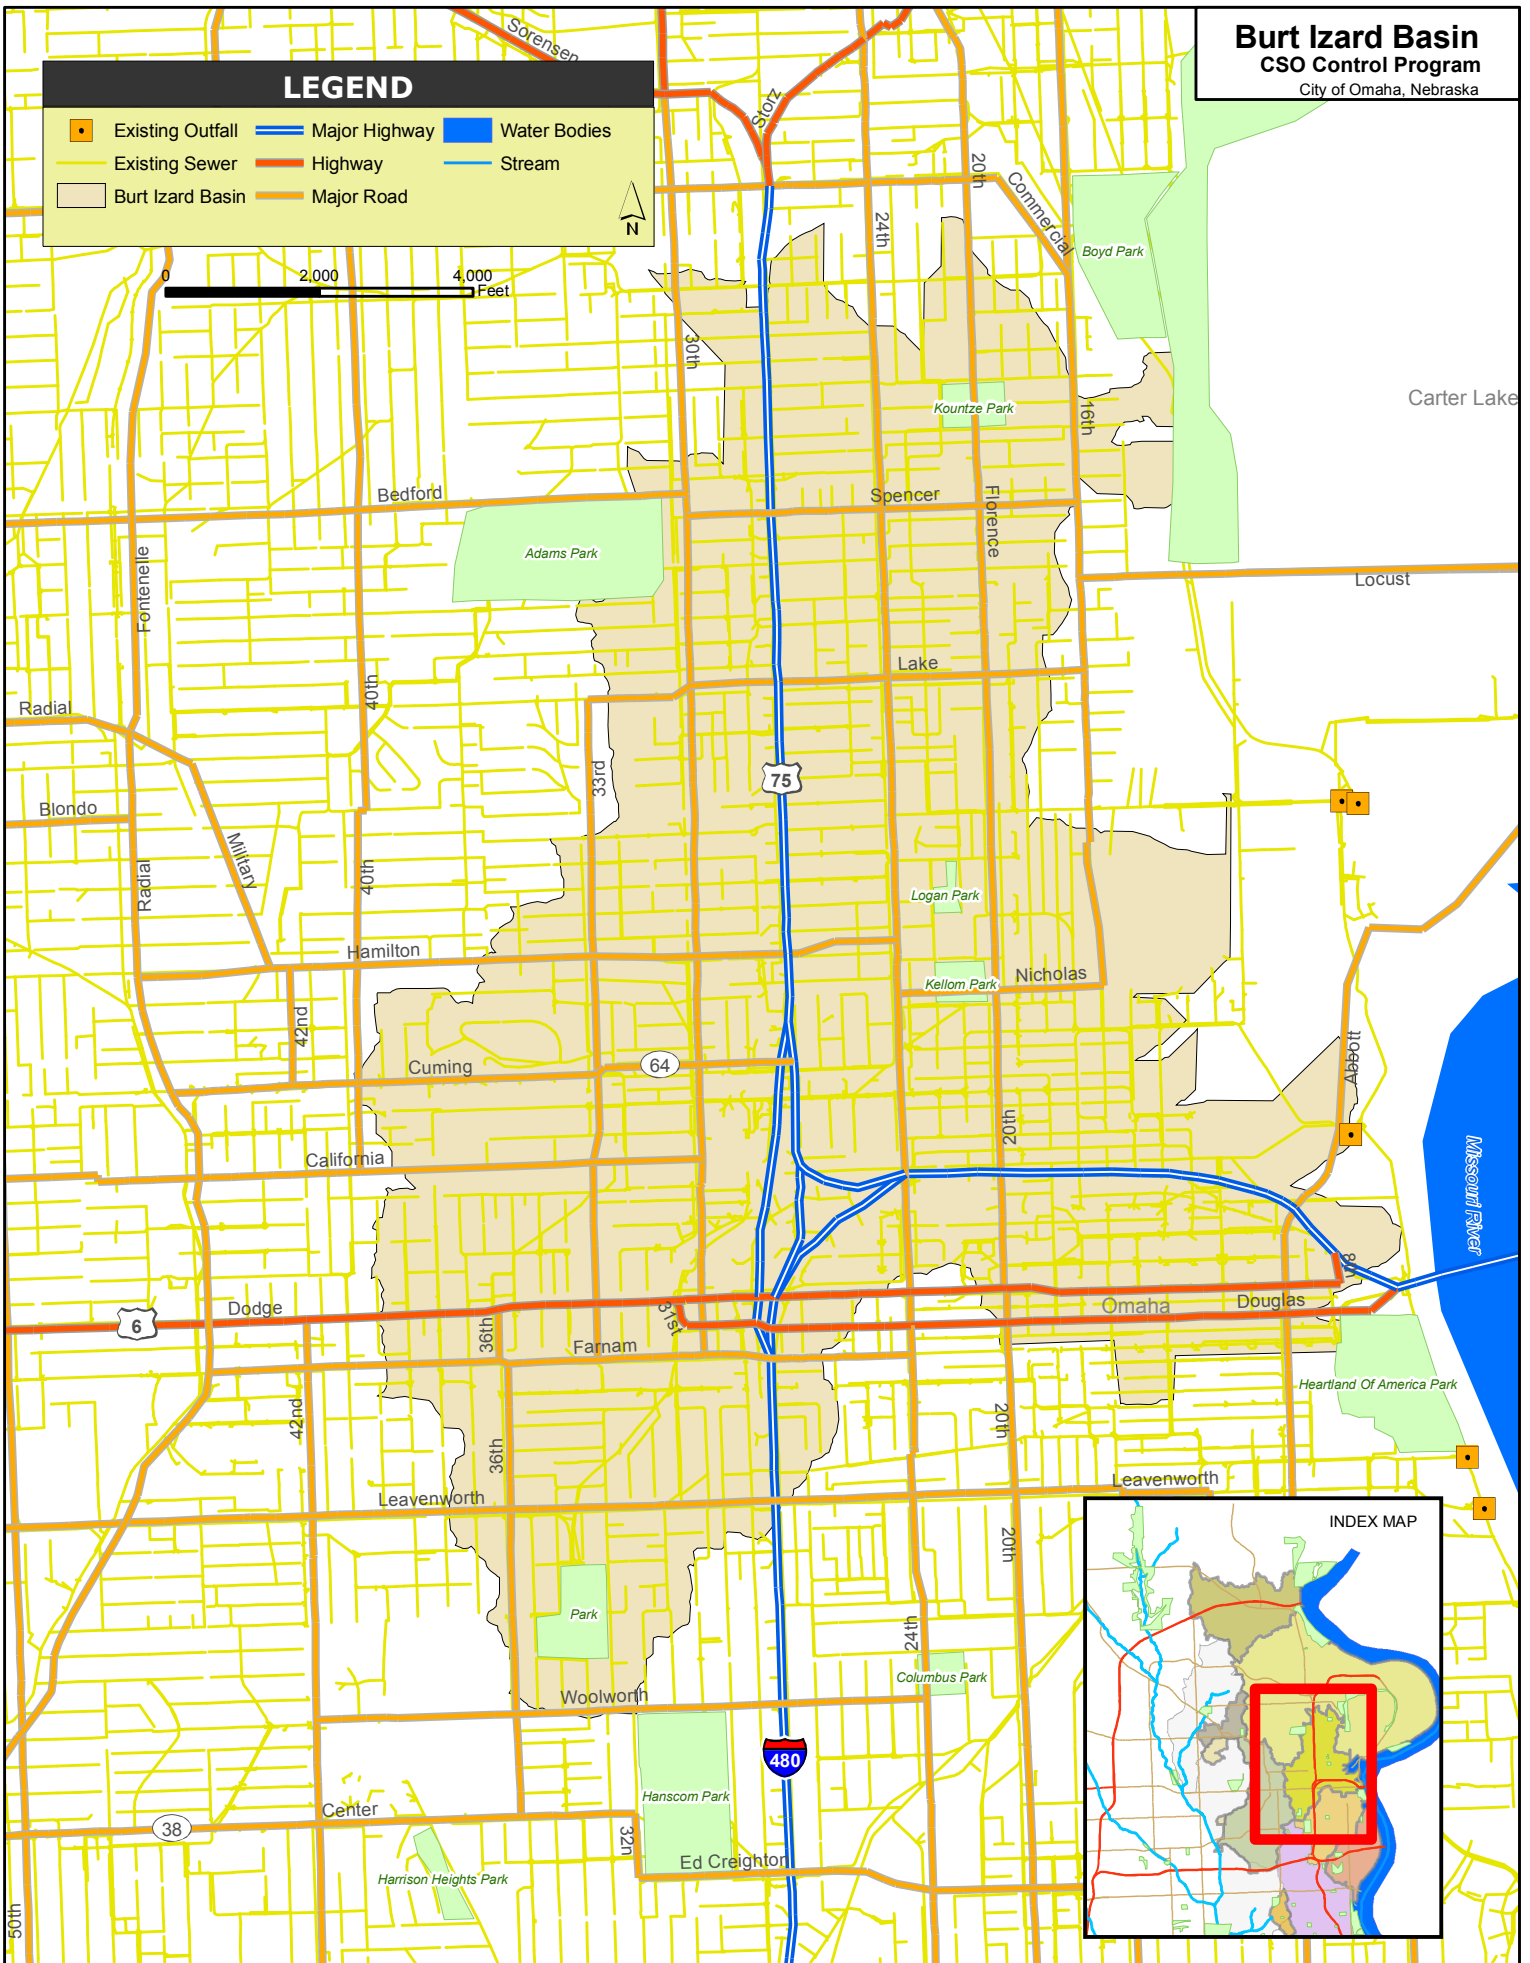 Burt Izard Basin
CSO Control Program
City of Omaha, Nebraska
LEGEND
Existing Outfall
Major Highway
Water Bodies
Existing Sewer
Highway
Stream
Burt Izard Basin
Major Road
N
0
2,000
4,000
Feet
Sorensen
Storz
20th
Commercial
24th
Boyd Park
30th
Kountze Park
16th
Carter Lake
Bedford
Spencer
Florence
Adams Park
Fontenelle
Locust
Lake
40th
Radial
33rd
75
Blondo
Military
40th
Radial
Logan Park
Hamilton
Nicholas
Kellom Park
42nd
Abbott
Cuming
64
20th
California
Missouri River
8th
Dodge
6
31st
Omaha
Douglas
36th
Farnam
Heartland Of America Park
42nd
20th
36th
Leavenworth
Leavenworth
INDEX MAP
20th
Park
24th
Columbus Park
Woolworth
480
Hanscom Park
Center
38
32n
Ed Creighton
Harrison Heights Park
50th